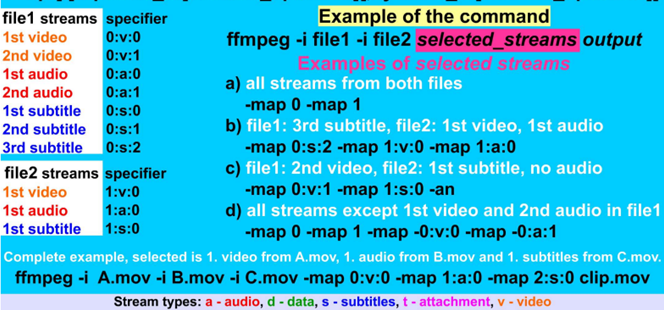 Example of the command
ffmpeg -i file1 -i file2 selected_streams output
Examples of selected streams
file1 streams specifier
1st video 0:v:0
2nd video 0:v:1
1st audio 0:a:0
2nd audio 0:a:1
1st subtitle 0:s:0
2nd subtitle 0:s:1
3rd subtitle 0:s:2
file2 streams specifier
1st video 1:v:0
1st audio 1:a:0
1st subtitle 1:s:0
a) all streams from both files
-map 0 -map 1
b) file1: 3rd subtitle, file2: 1st video, 1st audio
-map 0:s:2 -map 1:v:0 -map 1:a:0
c) file1: 2nd video, file2: 1st subtitle, no audio
-map 0:v:1 -map 1:s:0 -an
d) all streams except 1st video and 2nd audio in file1
-map 0 -map 1 -map -0:v:0 -map -0:a:1
Complete example, selected is 1. video from A.mov, 1. audio from B.mov and 1. subtitles from C.mov.
ffmpeg -i A.mov -i B.mov -i C.mov -map 0:v:0 -map 1:a:0 -map 2:s:0 clip.mov
Stream types: a - audio, d - data, s - subtitles, t - attachment, v - video